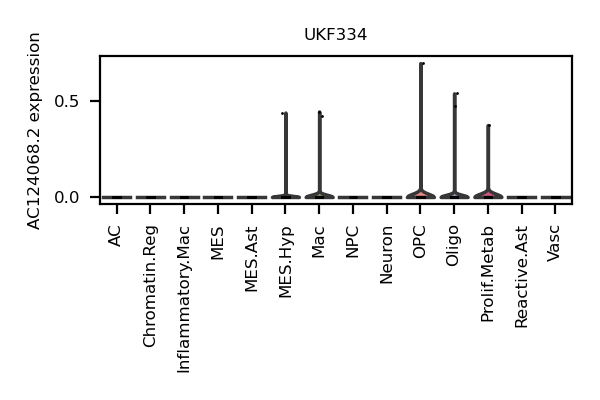 UKF334
AC124068.2 expression
0.5
0.0
AC
Chromatin.Reg
Inflammatory.Mac
MES
MES.Ast
MES.Hyp
Mac
NPC
Neuron
OPC
Oligo
Prolif.Metab
Reactive.Ast
Vasc